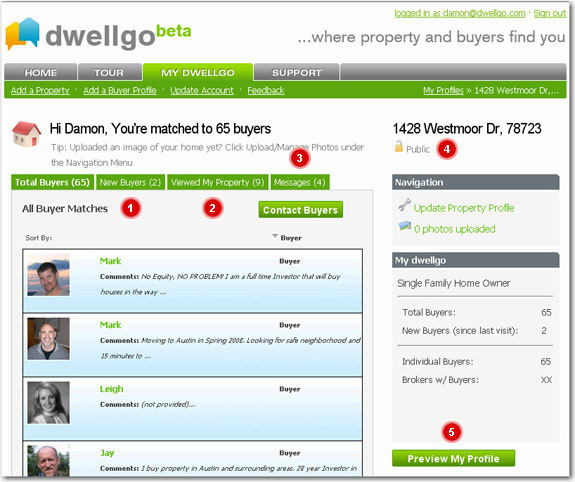 logged in as damon@dwellgo.com · Sign out
dwellgo beta
...where property and buyers find you
HOME TOUR MY DWELLGO SUPPORT
Add a Property · Add a Buyer Profile · Update Account · Feedback
My Profiles » 1428 Westmoor Dr,...
Hi Damon, You're matched to 65 buyers
Tip: Uploaded an image of your home yet? Click Upload/Manage Photos under
the Navigation Menu
3
Total Buyers (65) New Buyers (2) Viewed My Property (9) Messages (4)
1
2
All Buyer Matches
Contact Buyers
Sort By:
Buyer
Mark
Buyer
Comments: No Equity, NO PROBLEM! I am a full time Investor that will buy
houses in the way ...
Mark
Buyer
Comments: Moving to Austin in Spring 2008. Looking for safe neighborhood and
15 minutes to ...
Leigh
Buyer
Comments: (not provided)...
Jay
Buyer
Comments: I buy property in Austin and surrounding areas. 28 year Investor in
1428 Westmoor Dr, 78723
Public
4
Navigation
Update Property Profile
0 photos uploaded
My dwellgo
Single Family Home Owner
Total Buyers: 65
New Buyers (since last visit): 2
Individual Buyers: 65
Brokers w/ Buyers: XX
5
Preview My Profile